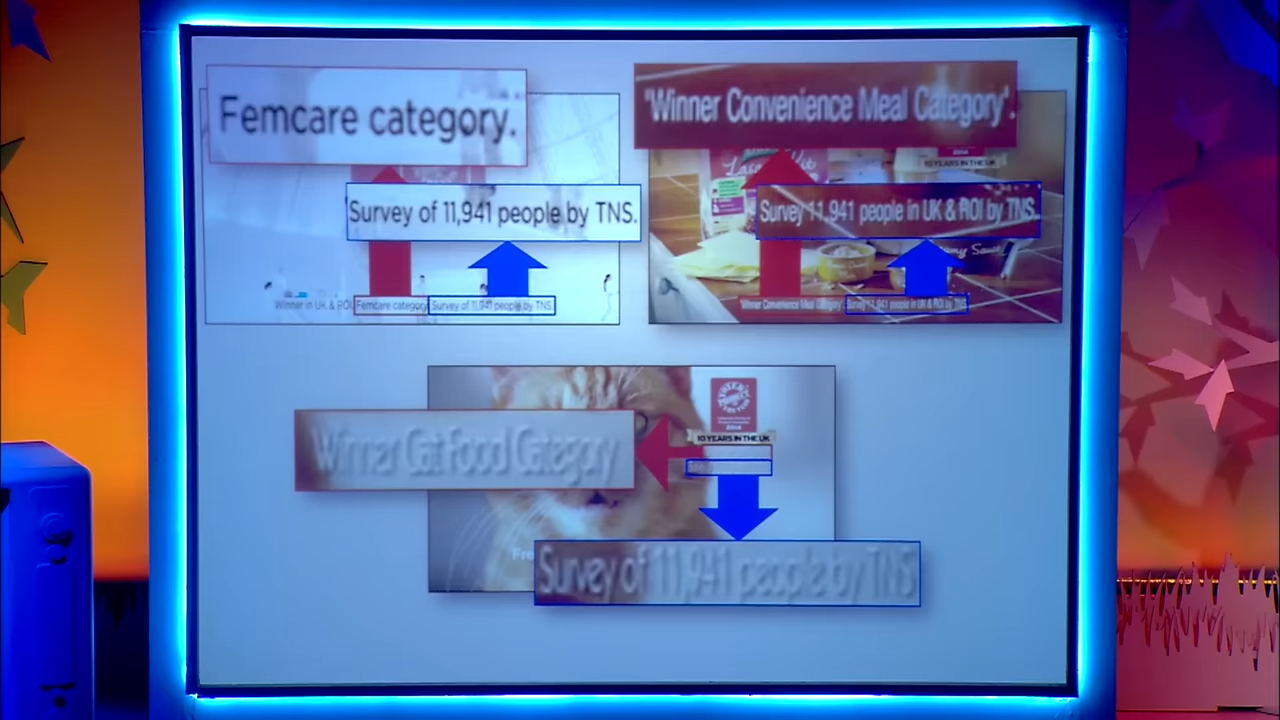 Femcare category.
Survey of 11,941 people by TNS.
Winner in UK & ROI Femcare category Survey of 11,941 people by TNS.
'Winner Convenience Meal Category'.
10 YEARS IN THE UK
Survey 11,941 people in UK & ROI by TNS.
'Winner Convenience Meal Category'. Survey 11,941 people in UK & ROI by TNS.
2014
10 YEARS IN THE UK
Winner Cat Food Category
Survey of 11,941 people by TNS